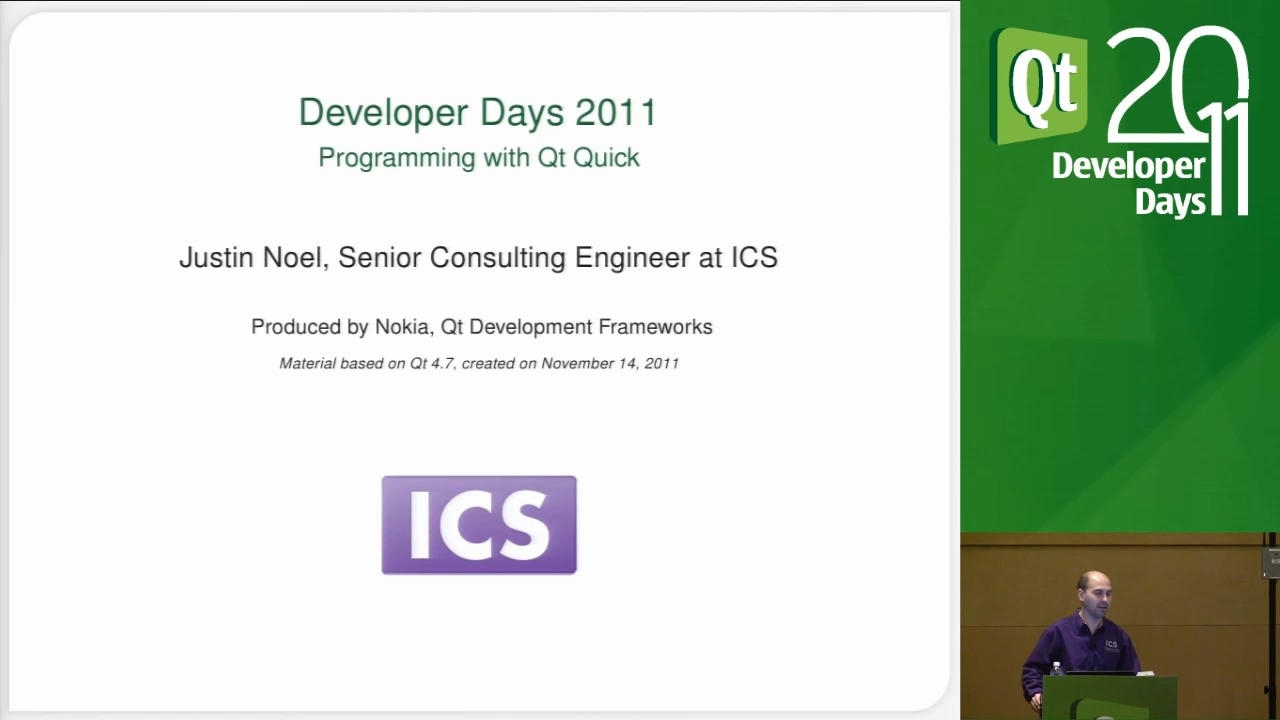 Developer Days 2011
Programming with Qt Quick
Justin Noel, Senior Consulting Engineer at ICS
Produced by Nokia, Qt Development Frameworks
Material based on Qt 4.7, created on November 14, 2011
ICS
Qt 2011
Developer
Days
ICS